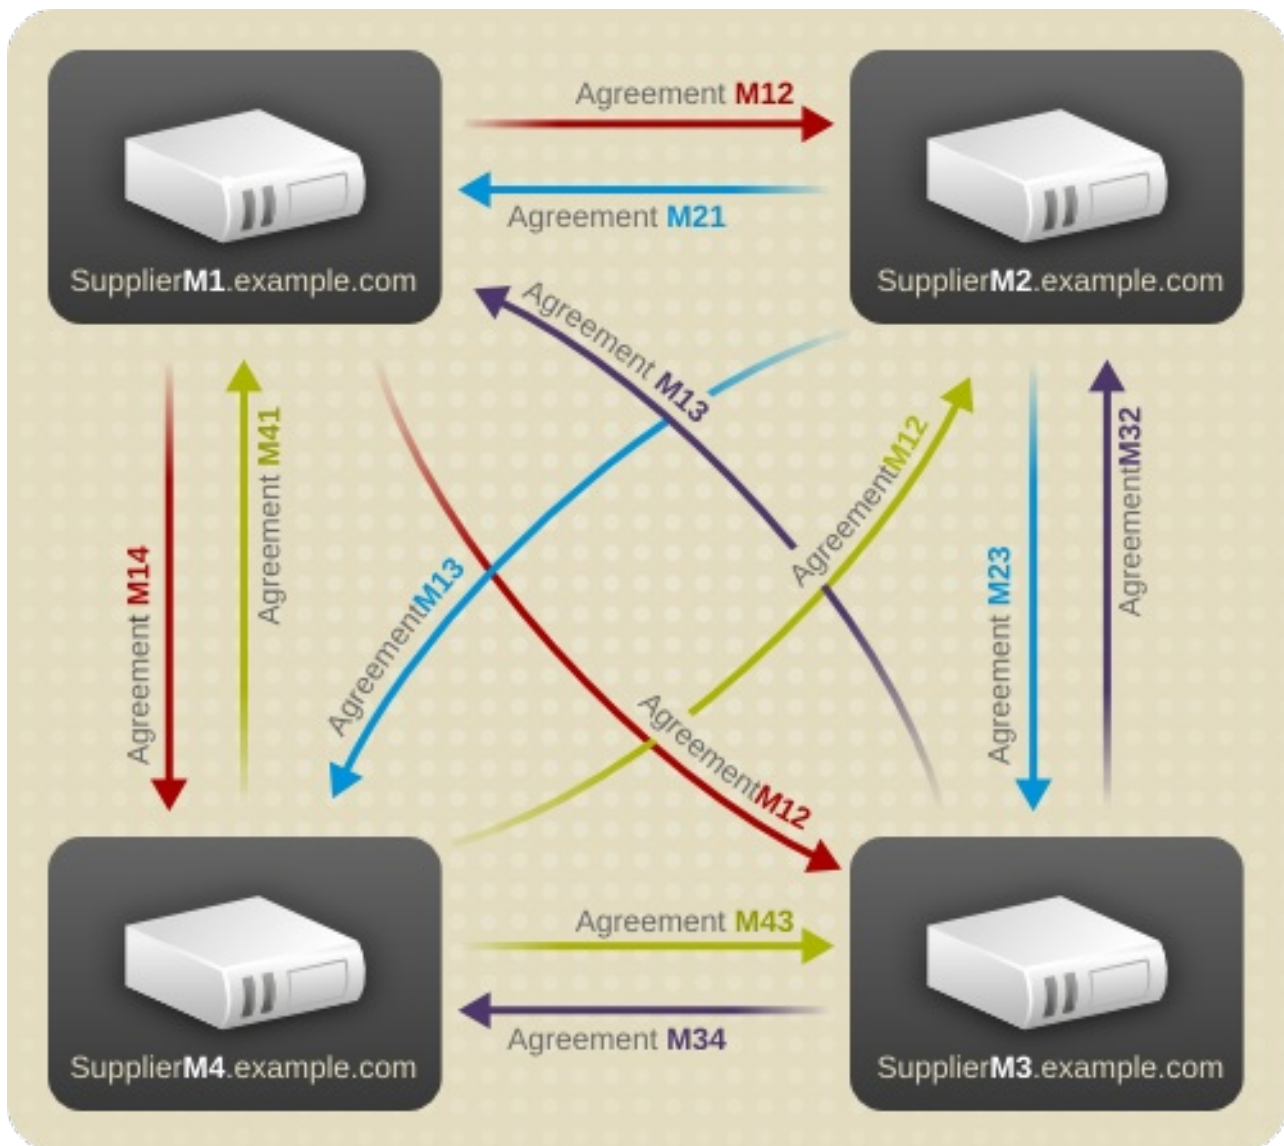 Agreement M12
Agreement M21
SupplierM1.example.com
SupplierM2.example.com
Agreement M13
AgreementM12
Agreement M41
AgreementM32
Agreement M14
AgreementM13
Agreement M23
AgreementM12
Agreement M43
Agreement M34
SupplierM4.example.com
SupplierM3.example.com